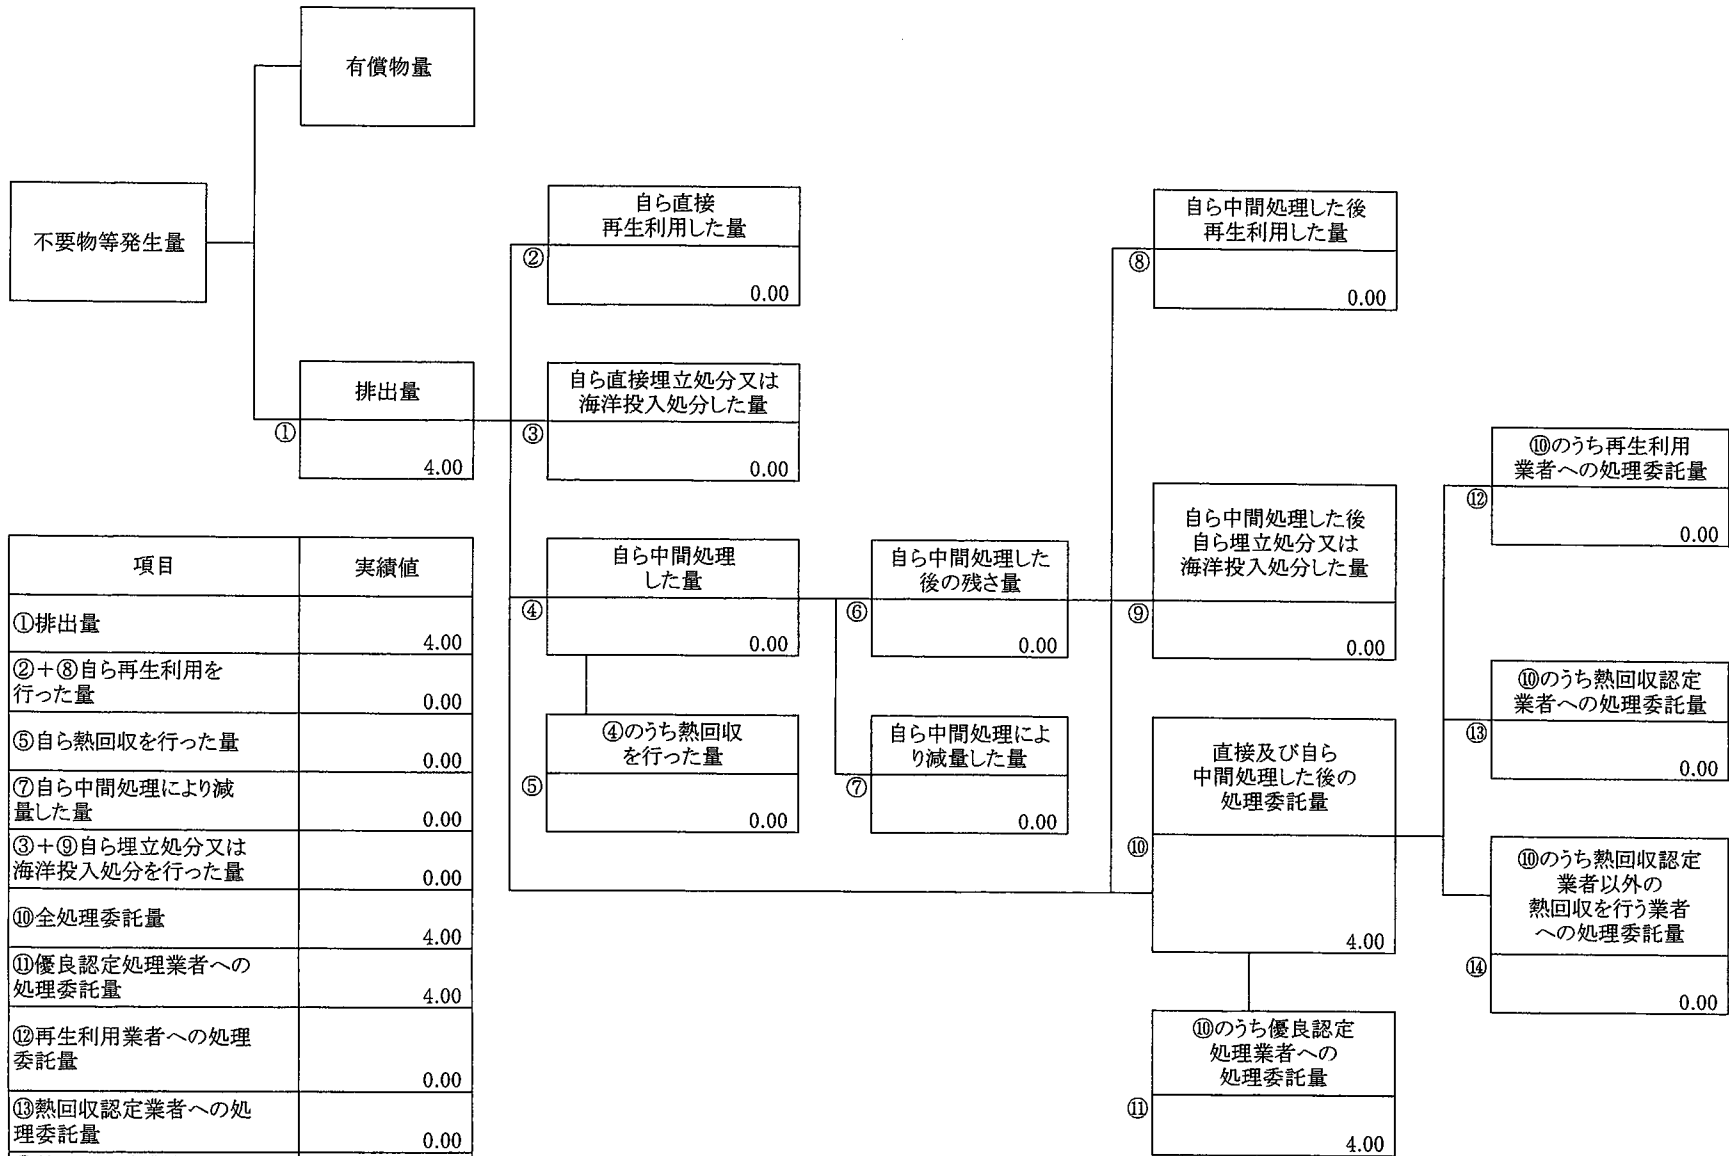 有償物量
不要物等発生量
排出量
①
4.00
自ら直接
再生利用した量
②
0.00
自ら直接埋立処分又は
海洋投入処分した量
③
0.00
自ら中間処理
した量
④
0.00
④のうち熱回収
を行った量
⑤
0.00
自ら中間処理した
後の残さ量
⑥
0.00
自ら中間処理によ
り減量した量
⑦
0.00
自ら中間処理した後
再生利用した量
⑧
0.00
自ら中間処理した後
自ら埋立処分又は
海洋投入処分した量
⑨
0.00
直接及び自ら
中間処理した後の
処理委託量
⑩
4.00
⑩のうち優良認定
処理業者への
処理委託量
⑪
4.00
⑩のうち再生利用
業者への処理委託量
⑫
0.00
⑩のうち熱回収認定
業者への処理委託量
⑬
0.00
⑩のうち熱回収認定
業者以外の
熱回収を行う業者
への処理委託量
⑭
0.00
項目 実績値
①排出量 4.00
②+⑧自ら再生利用を
行った量 0.00
⑤自ら熱回収を行った量 0.00
⑦自ら中間処理により減
量した量 0.00
③+⑨自ら埋立処分又は
海洋投入処分を行った量 0.00
⑩全処理委託量 4.00
⑪優良認定処理業者への
処理委託量 4.00
⑫再生利用業者への処理
委託量 0.00
⑬熱回収認定業者への処
理委託量 0.00